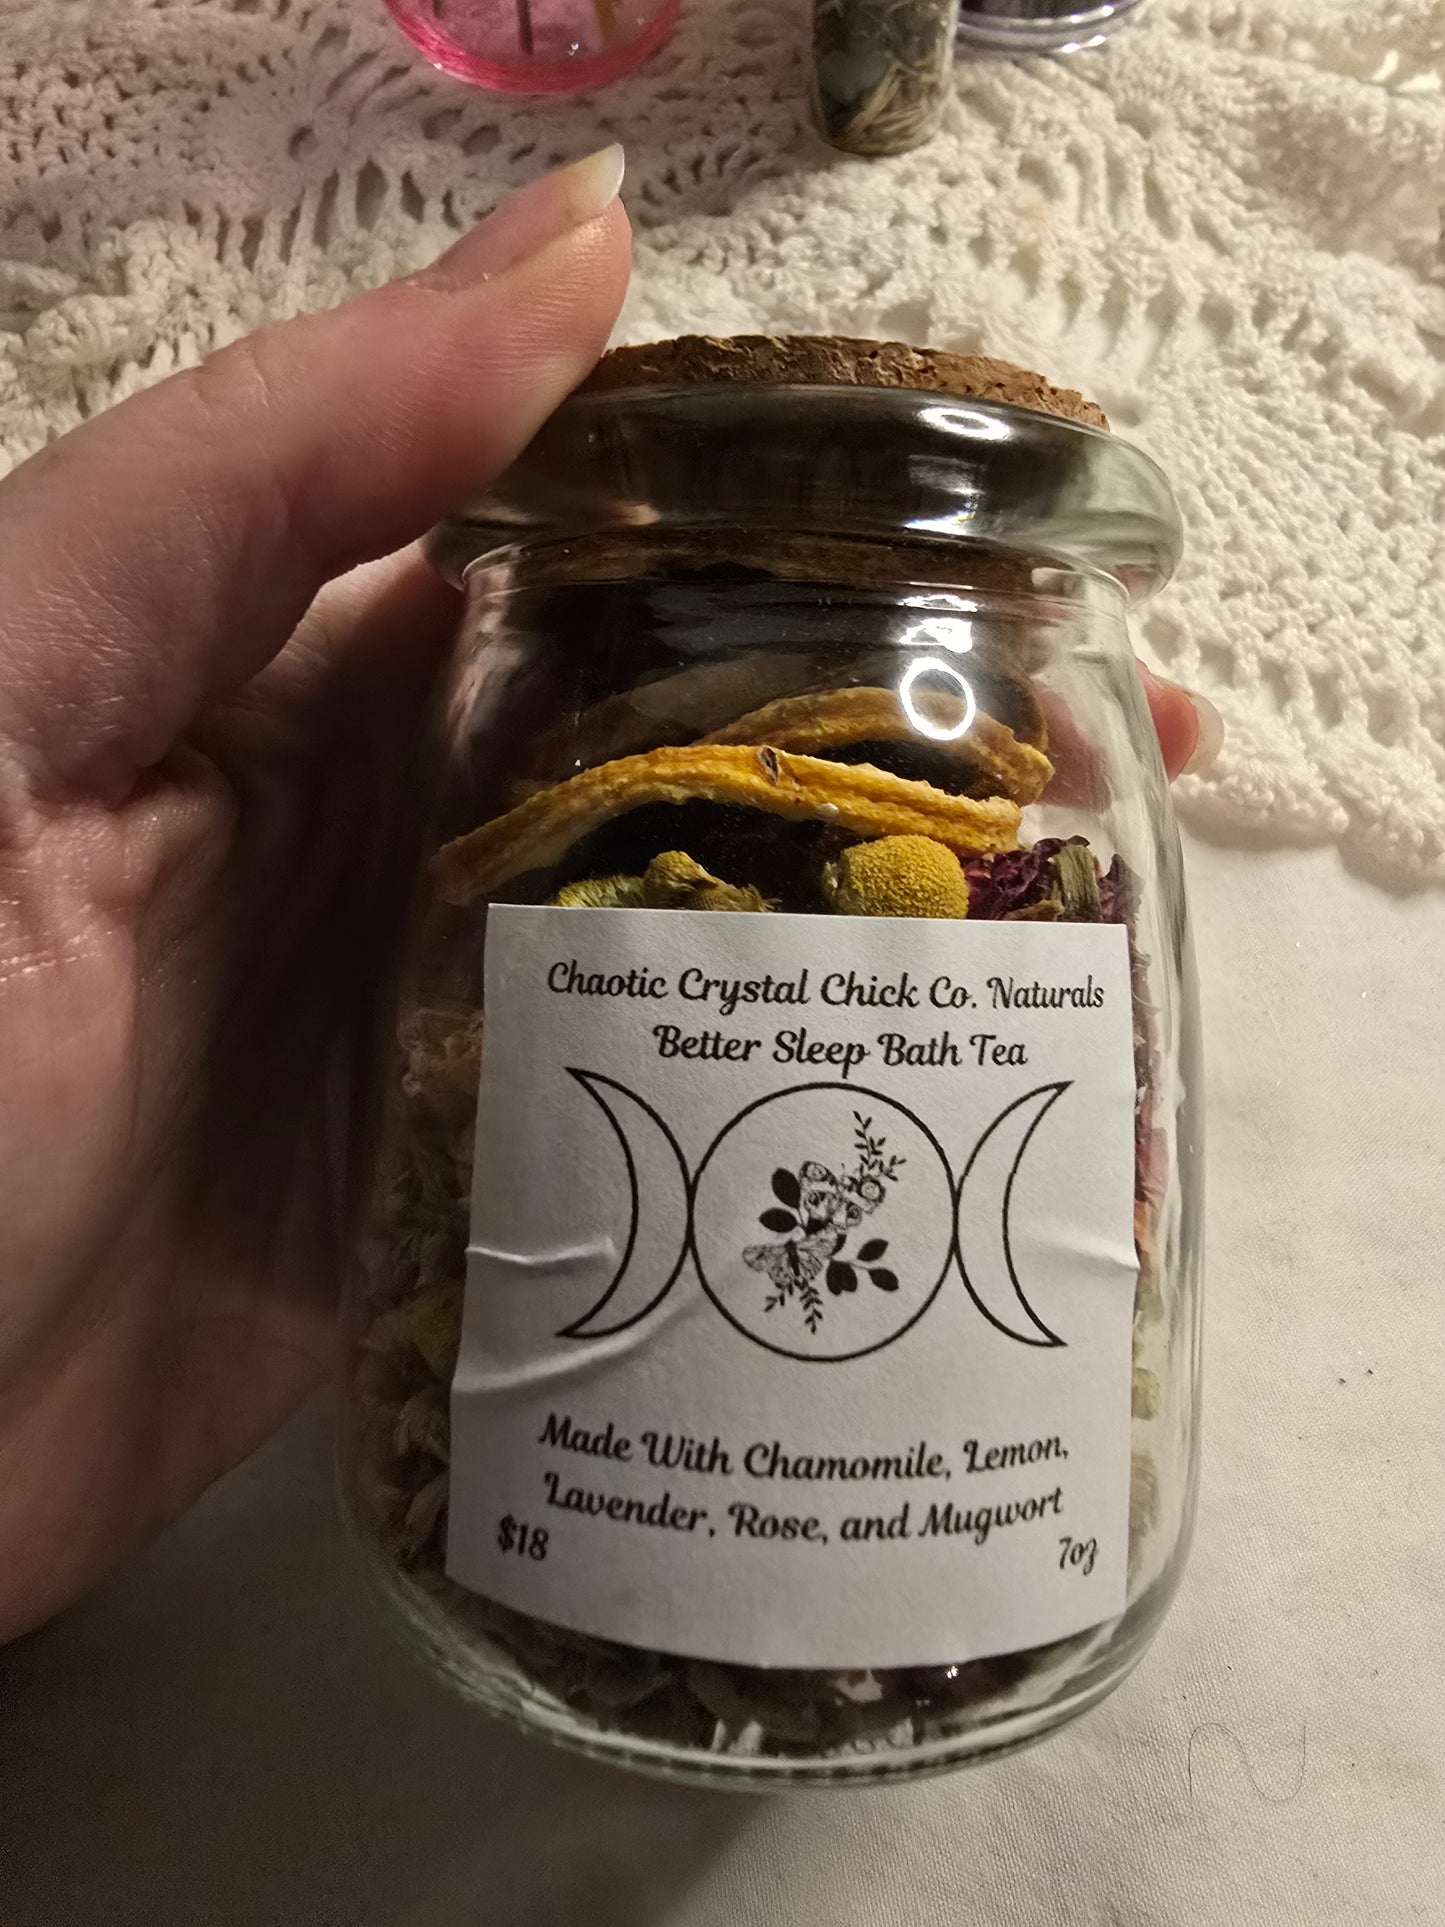 Chaotic Crystal Chick Co. Naturals
Better Sleep Bath Tea
Made With Chamomile, Lemon,
Lavender, Rose, and Mugwort
$18
7oz